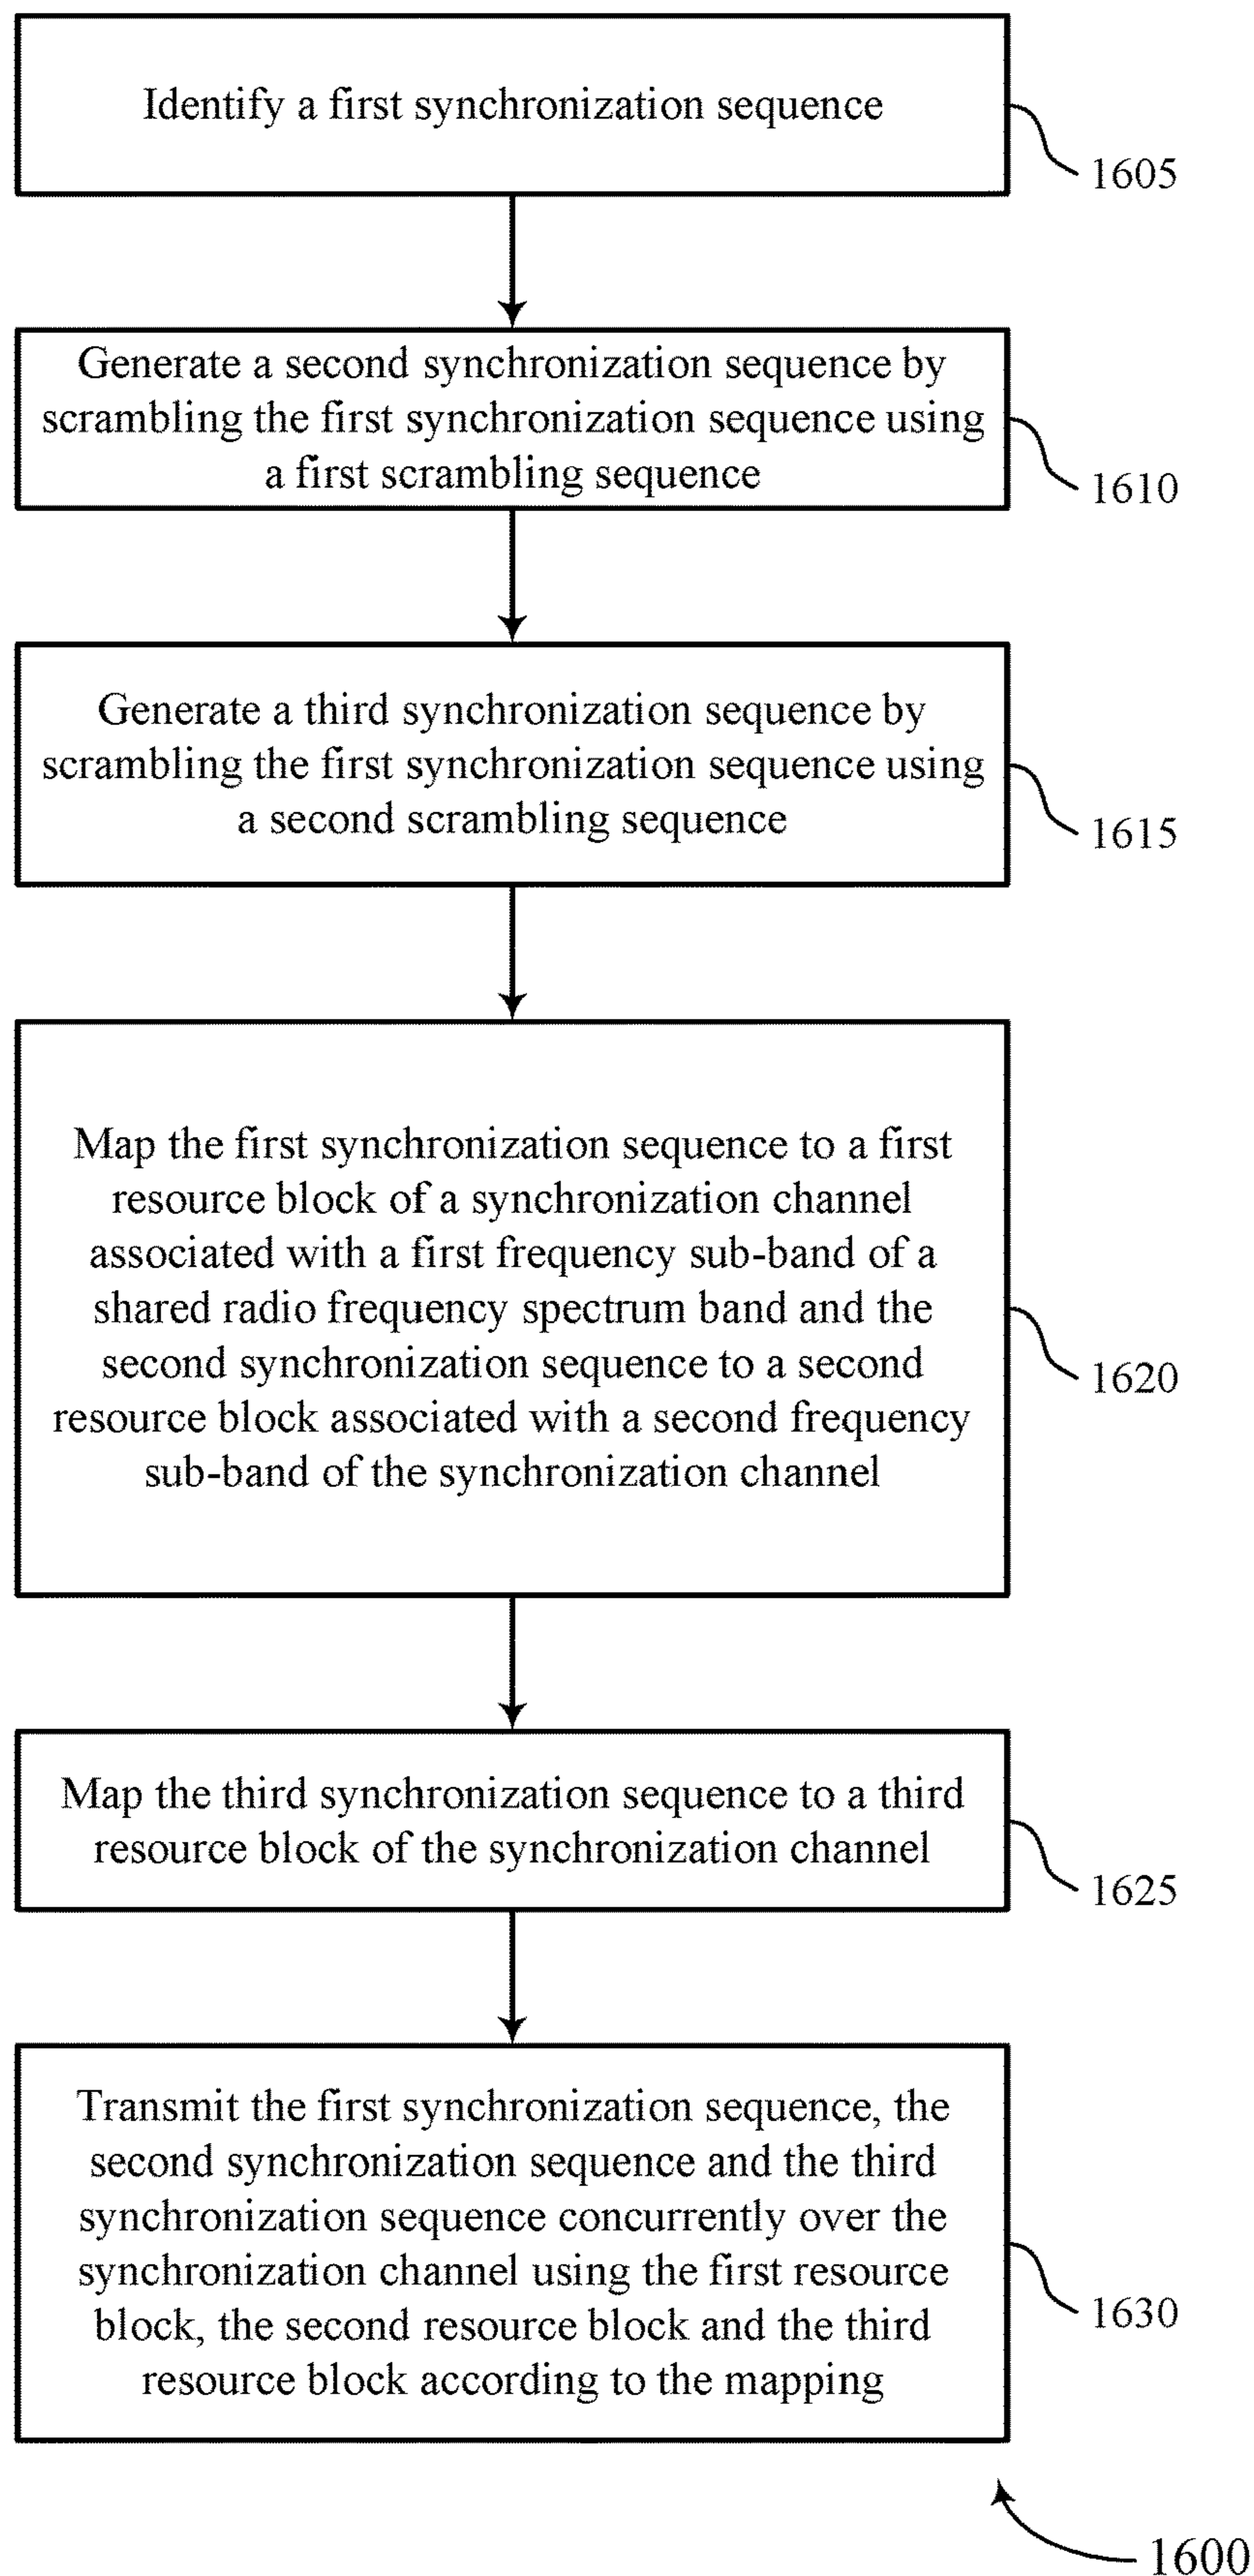 Identify a first synchronization sequence
1605
Generate a second synchronization sequence by
scrambling the first synchronization sequence using
a first scrambling sequence
1610
Generate a third synchronization sequence by
scrambling the first synchronization sequence using
a second scrambling sequence
1615
Map the first synchronization sequence to a first
resource block of a synchronization channel
associated with a first frequency sub-band of a
shared radio frequency spectrum band and the
second synchronization sequence to a second
resource block associated with a second frequency
sub-band of the synchronization channel
1620
Map the third synchronization sequence to a third
resource block of the synchronization channel
1625
Transmit the first synchronization sequence, the
second synchronization sequence and the third
synchronization sequence concurrently over the
synchronization channel using the first resource
block, the second resource block and the third
resource block according to the mapping
1630
1600